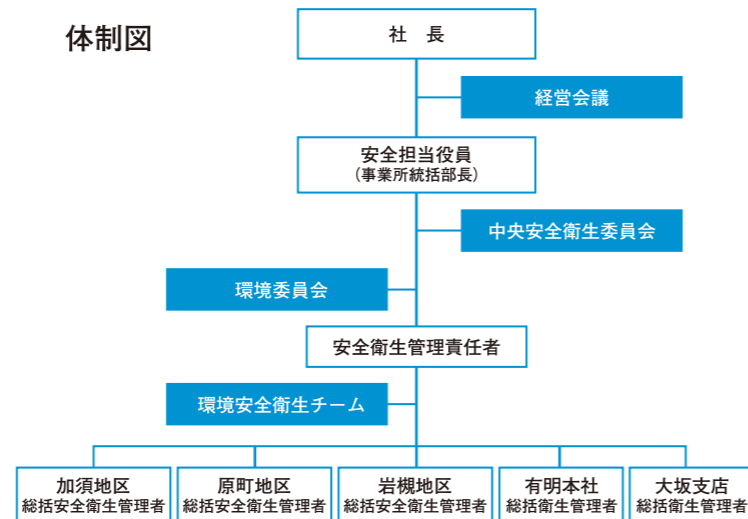 体制図
社 長
経営会議
安全担当役員
(事業所統括部長)
中央安全衛生委員会
環境委員会
安全衛生管理責任者
環境安全衛生チーム
加須地区
総括安全衛生管理者
原町地区
総括安全衛生管理者
岩槻地区
総括安全衛生管理者
有明本社
総括衛生管理者
大坂支店
総括衛生管理者